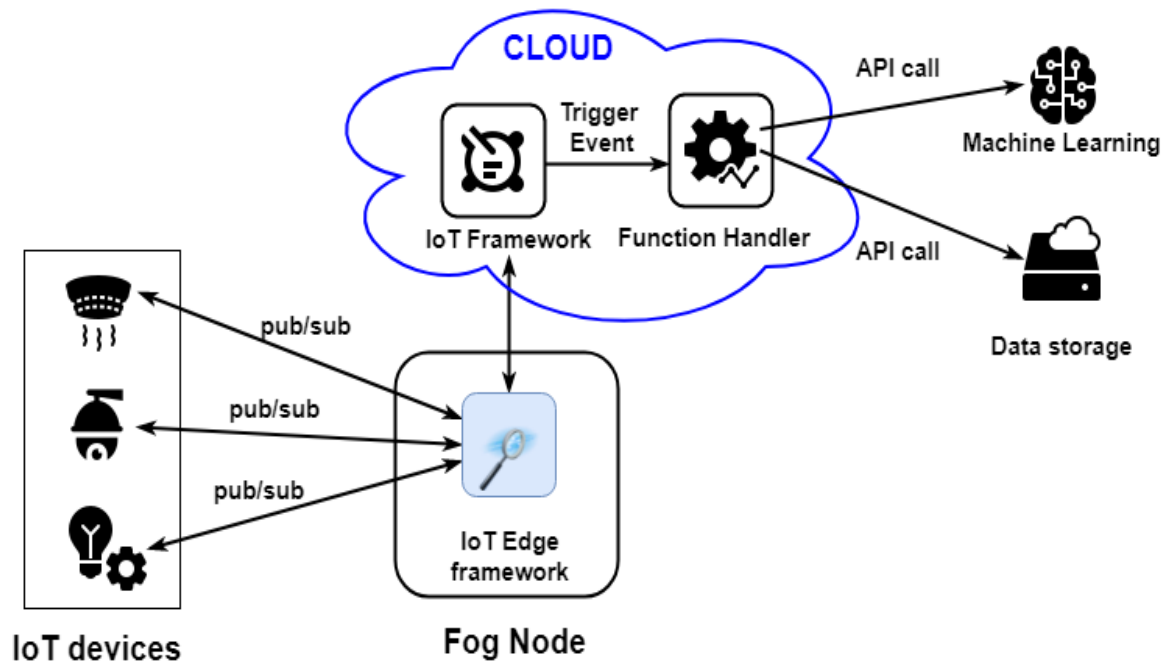 CLOUD
API call
Trigger
Event
Machine Learning
IoT Framework
Function Handler
API call
pub/sub
Data storage
pub/sub
pub/sub
IoT Edge
framework
IoT devices
Fog Node